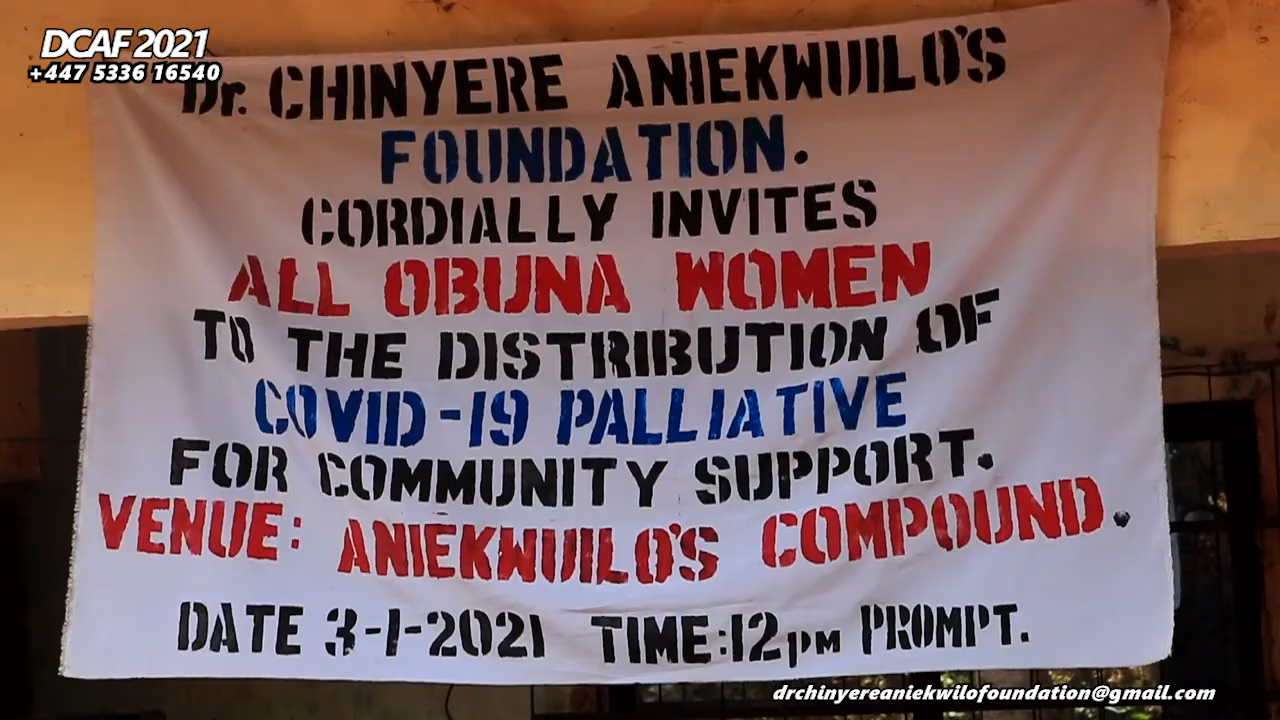 DCAF 2021
+447 5336 16540
Dr. CHINYERE ANIEKWUILO'S
FOUNDATION.
CORDIALLY INVITES
ALL OBUNA WOMEN
TO THE DISTRIBUTION OF
COVID-19 PALLIATIVE
FOR COMMUNITY SUPPORT.
VENUE: ANIEKWUILO'S COMPOUND.
DATE 3-1-2021 TIME:12pm PROMPT.
drchinyereaniekwilofoundation@gmail.com